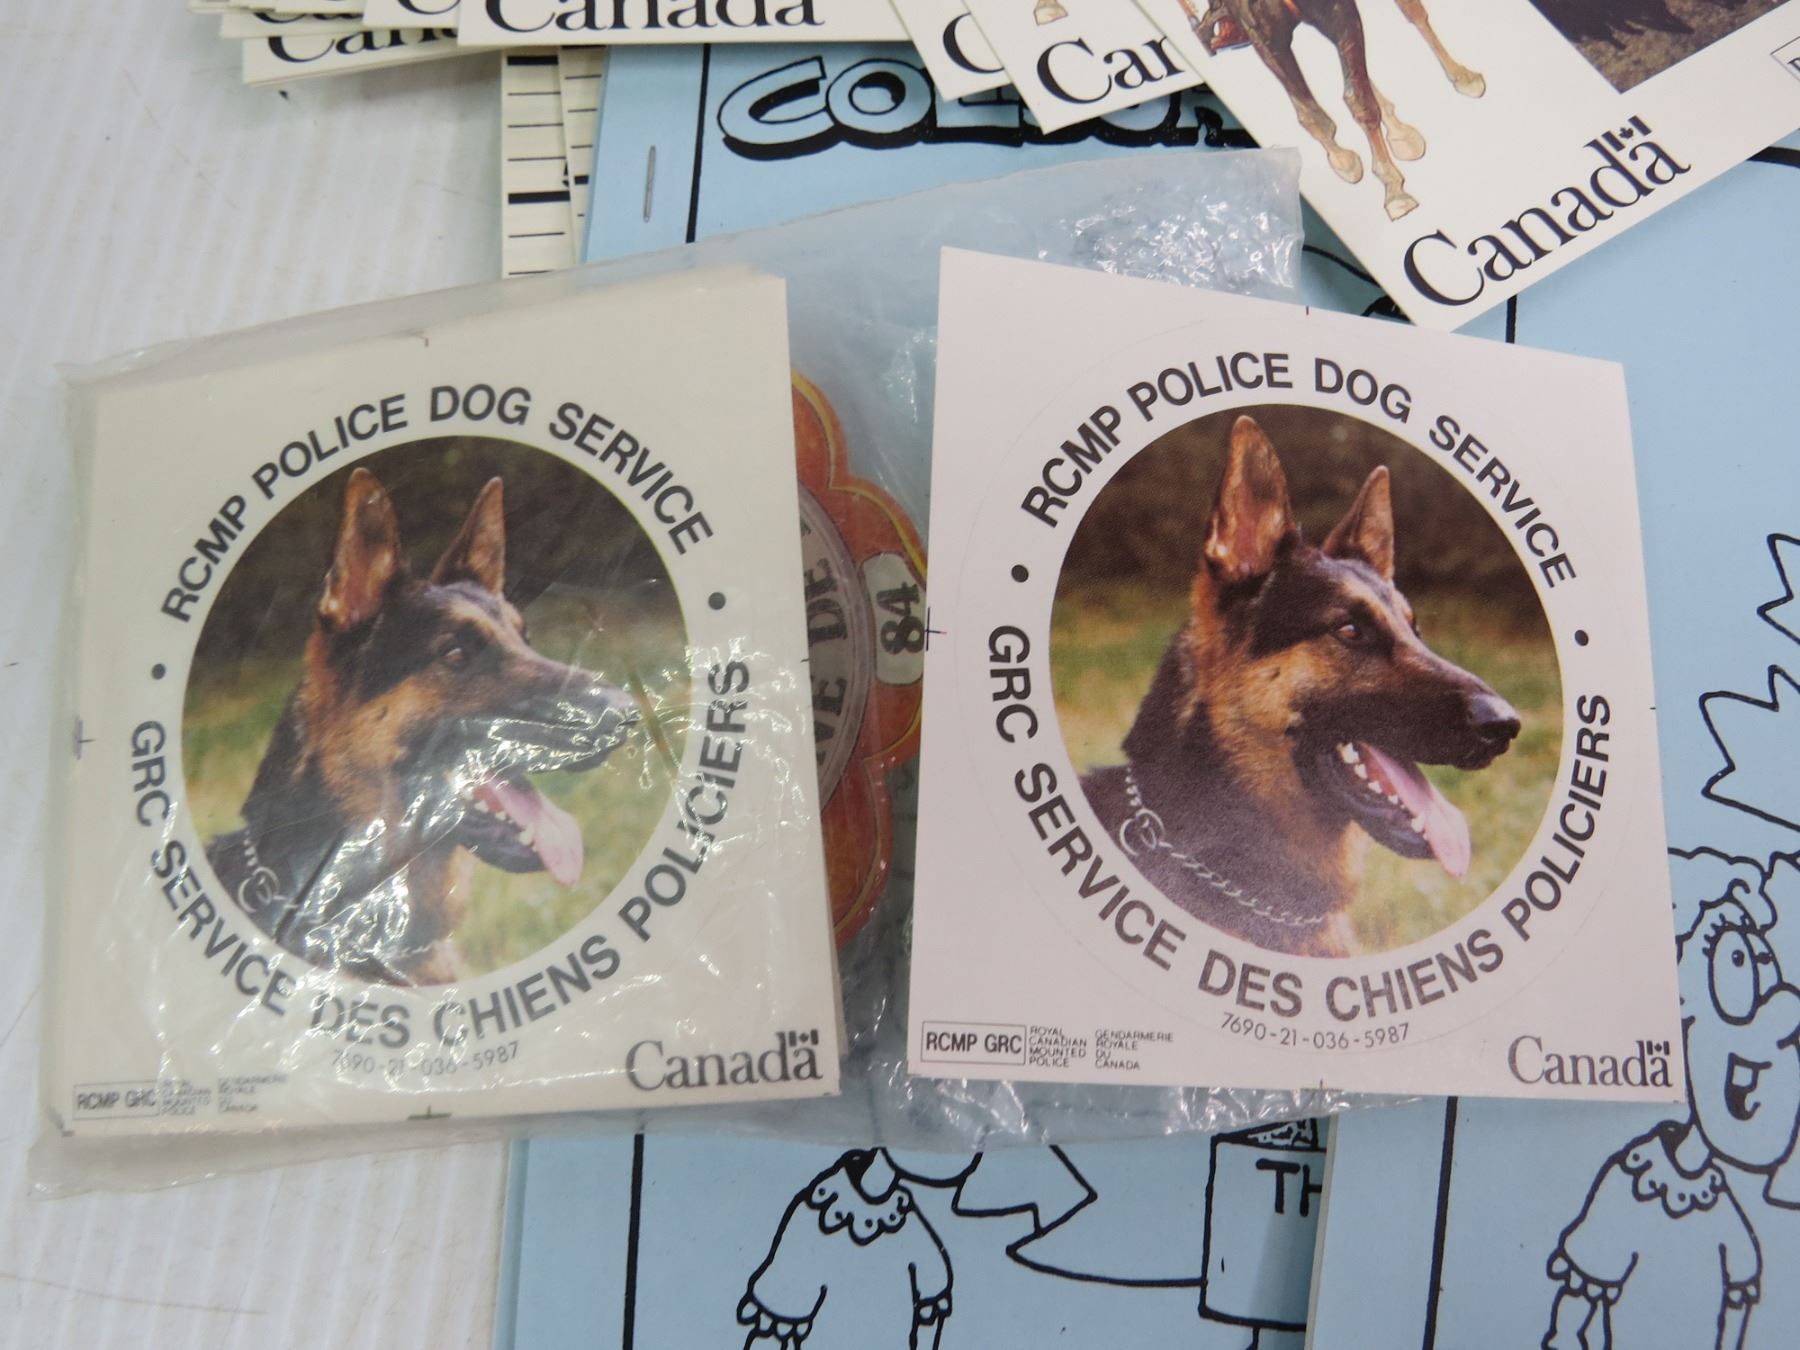 Canada
Canada
COLOUR
Canada
RCMP POLICE DOG SERVICE
GRC SERVICE DES CHIENS POLICIERS
7690-21-036-5987
RCMP GRC
Canada
84
RCMP POLICE DOG SERVICE
GRC SERVICE DES CHIENS POLICIERS
7690-21-036-5987
RCMP GRC
ROYAL CANADIAN MOUNTED POLICE
GENDARMERIE ROYALE DU CANADA
Canada